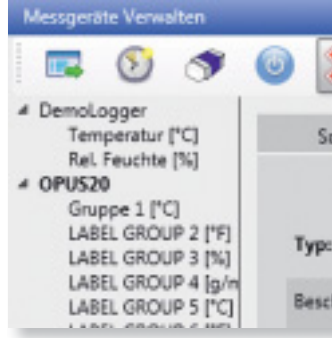 Messgeräte Verwalten
DemoLogger
Temperatur [°C]
Rel. Feuchte [%]
OPUS20
Gruppe 1 [°C]
LABEL GROUP 2 [°F]
LABEL GROUP 3 [%]
LABEL GROUP 4 [g/m
LABEL GROUP 5 [°C]
Typ: